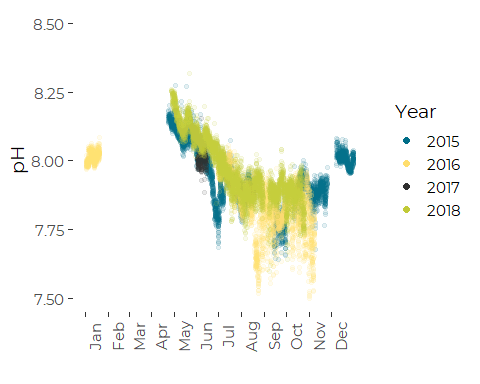 8.50
8.25
8.00
7.75
7.50
pH
Jan
Feb
Mar
Apr
May
Jun
Jul
Aug
Sep
Oct
Nov
Dec
Year
2015
2016
2017
2018